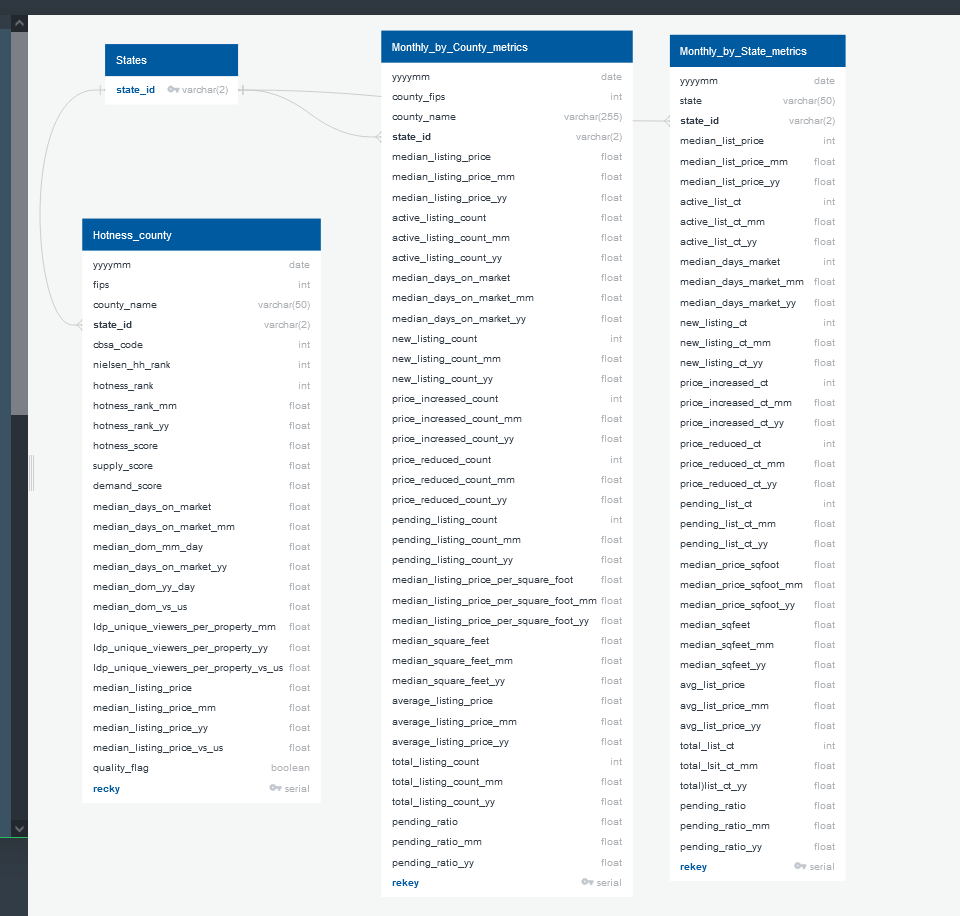 States
state_id varchar(2)
Hotness_county
yyyymm date
fips int
county_name varchar(50)
state_id varchar(2)
cbsa_code int
nielsen_hh_rank int
hotness_rank int
hotness_rank_mm float
hotness_rank_yy float
hotness_score float
supply_score float
demand_score float
median_days_on_market float
median_days_on_market_mm float
median_dom_mm_day float
median_days_on_market_yy float
median_dom_yy_day float
median_dom_vs_us float
ldp_unique_viewers_per_property_mm float
ldp_unique_viewers_per_property_yy float
ldp_unique_viewers_per_property_vs_us float
median_listing_price float
median_listing_price_mm float
median_listing_price_yy float
median_listing_price_vs_us float
quality_flag boolean
recky serial
Monthly_by_County_metrics
yyyymm date
county_fips int
county_name varchar(255)
state_id varchar(2)
median_listing_price float
median_listing_price_mm float
median_listing_price_yy float
active_listing_count float
active_listing_count_mm float
active_listing_count_yy float
median_days_on_market float
median_days_on_market_mm float
median_days_on_market_yy float
new_listing_count int
new_listing_count_mm float
new_listing_count_yy float
price_increased_count int
price_increased_count_mm float
price_increased_count_yy float
price_reduced_count int
price_reduced_count_mm float
price_reduced_count_yy float
pending_listing_count int
pending_listing_count_mm float
pending_listing_count_yy float
median_listing_price_per_square_foot float
median_listing_price_per_square_foot_mm float
median_listing_price_per_square_foot_yy float
median_square_feet float
median_square_feet_mm float
median_square_feet_yy float
average_listing_price float
average_listing_price_mm float
average_listing_price_yy float
total_listing_count int
total_listing_count_mm float
total_listing_count_yy float
pending_ratio float
pending_ratio_mm float
pending_ratio_yy float
rekey serial
Monthly_by_State_metrics
yyyymm date
state varchar(50)
state_id varchar(2)
median_list_price int
median_list_price_mm float
median_list_price_yy float
active_list_ct int
active_list_ct_mm float
active_list_ct_yy float
median_days_market int
median_days_market_mm float
median_days_market_yy float
new_listing_ct int
new_listing_ct_mm float
new_listing_ct_yy float
price_increased_ct int
price_increased_ct_mm float
price_increased_ct_yy float
price_reduced_ct int
price_reduced_ct_mm float
price_reduced_ct_yy float
pending_list_ct int
pending_list_ct_mm float
pending_list_ct_yy float
median_price_sqfoot float
median_price_sqfoot_mm float
median_price_sqfoot_yy float
median_sqfeet float
median_sqfeet_mm float
median_sqfeet_yy float
avg_list_price float
avg_list_price_mm float
avg_list_price_yy float
total_list_ct int
total_lsit_ct_mm float
total)list_ct_yy float
pending_ratio float
pending_ratio_mm float
pending_ratio_yy float
rekey serial